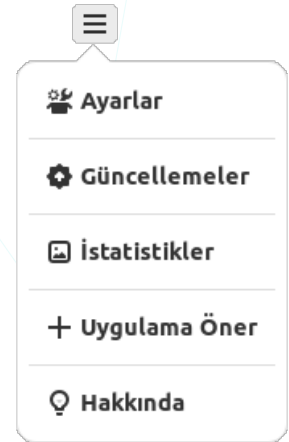 Ayarlar
Güncellemeler
İstatistikler
Uygulama Öner
Hakkında